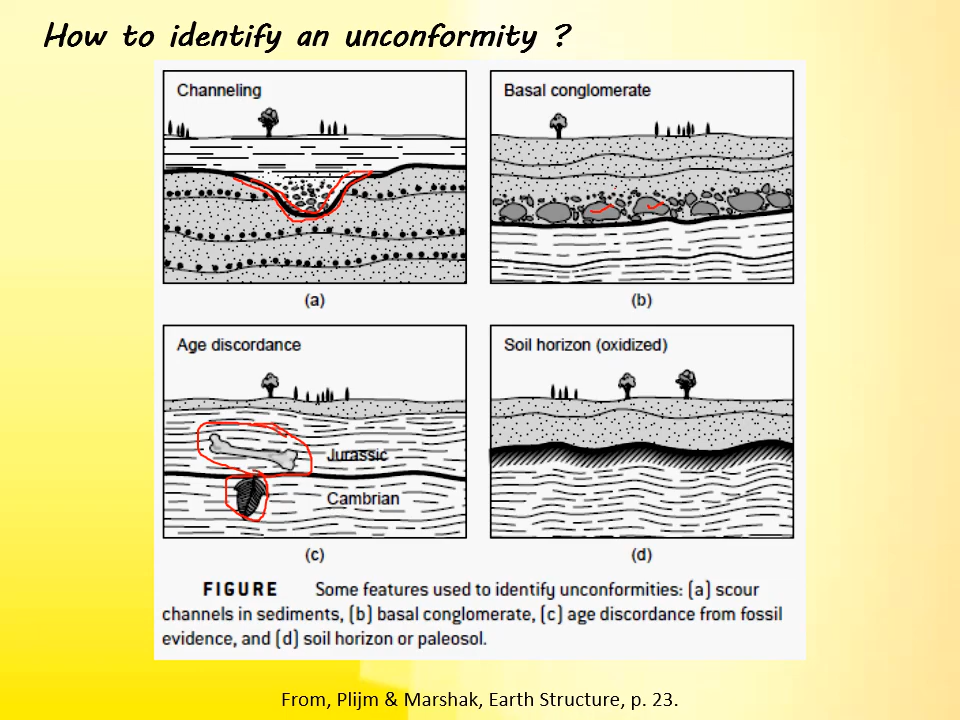 How to identify an unconformity ?
Channeling
Basal conglomerate
(a)
(b)
Age discordance
Soil horizon (oxidized)
Jurassic
Cambrian
(c)
(d)
FIGURE Some features used to identify unconformities: (a) scour
channels in sediments, (b) basal conglomerate, (c) age discordance from fossil
evidence, and (d) soil horizon or paleosol.
From, Plijm & Marshak, Earth Structure, p. 23.